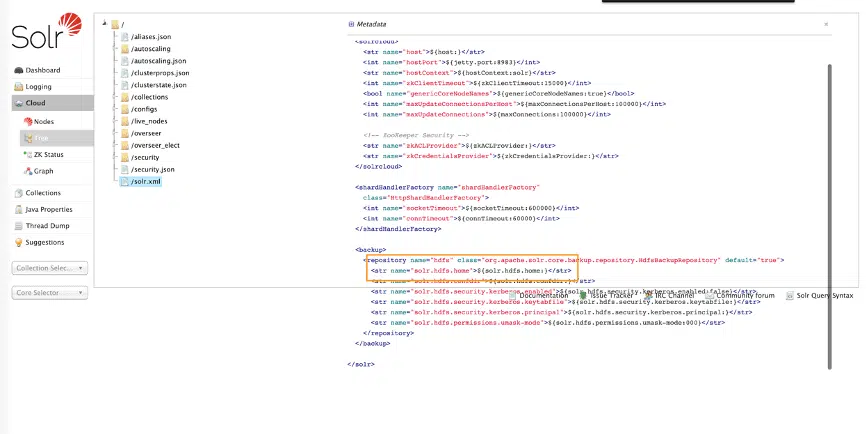 Solr
Dashboard
Logging
Cloud
Nodes
Tree
ZK Status
Graph
Collections
Java Properties
Thread Dump
Suggestions
Collection Selec...
Core Selector
/
/aliases.json
/autoscaling
/autoscaling.json
/clusterprops.json
/clusterstate.json
/collections
/configs
/live_nodes
/overseer
/overseer_elect
/security
/security.json
/solr.xml
Metadata
<solrcloud>
<str name="host">${host:}</str>
<int name="hostPort">${jetty.port:8983}</int>
<str name="hostContext">${hostContext:solr}</str>
<int name="zkClientTimeout">${zkClientTimeout:15000}</int>
<bool name="genericCoreNodeNames">${genericCoreNodeNames:true}</bool>
<int name="maxUpdateConnectionsPerHost">${maxConnectionsPerHost:100000}</int>
<int name="maxUpdateConnections">${maxConnections:100000}</int>
<!-- ZooKeeper Security -->
<str name="zkACLProvider">${zkACLProvider:}</str>
<str name="zkCredentialsProvider">${zkCredentialsProvider:}</str>
</solrcloud>
<shardHandlerFactory name="shardHandlerFactory"
class="HttpShardHandlerFactory">
<int name="socketTimeout">${socketTimeout:600000}</int>
<int name="connTimeout">${connTimeout:60000}</int>
</shardHandlerFactory>
<backup>
<repository name="hdfs" class="org.apache.solr.core.backup.repository.HdfsBackupRepository" default="true">
<str name="solr.hdfs.home">${solr.hdfs.home:}</str>
<str name="solr.hdfs.confdir">${solr.hdfs.confdir:}</str>
<str name="solr.hdfs.security.kerberos.enabled">${solr.hdfs.security.kerberos.enabled:false}</str>
<str name="solr.hdfs.security.kerberos.keytabfile">${solr.hdfs.security.kerberos.keytabfile:}</str>
<str name="solr.hdfs.security.kerberos.principal">${solr.hdfs.security.kerberos.principal:}</str>
<str name="solr.hdfs.permissions.umask-mode">${solr.hdfs.permissions.umask-mode:000}</str>
</repository>
</backup>
</solr>
Documentation Issue Tracker IRC Channel Community forum Solr Query Syntax